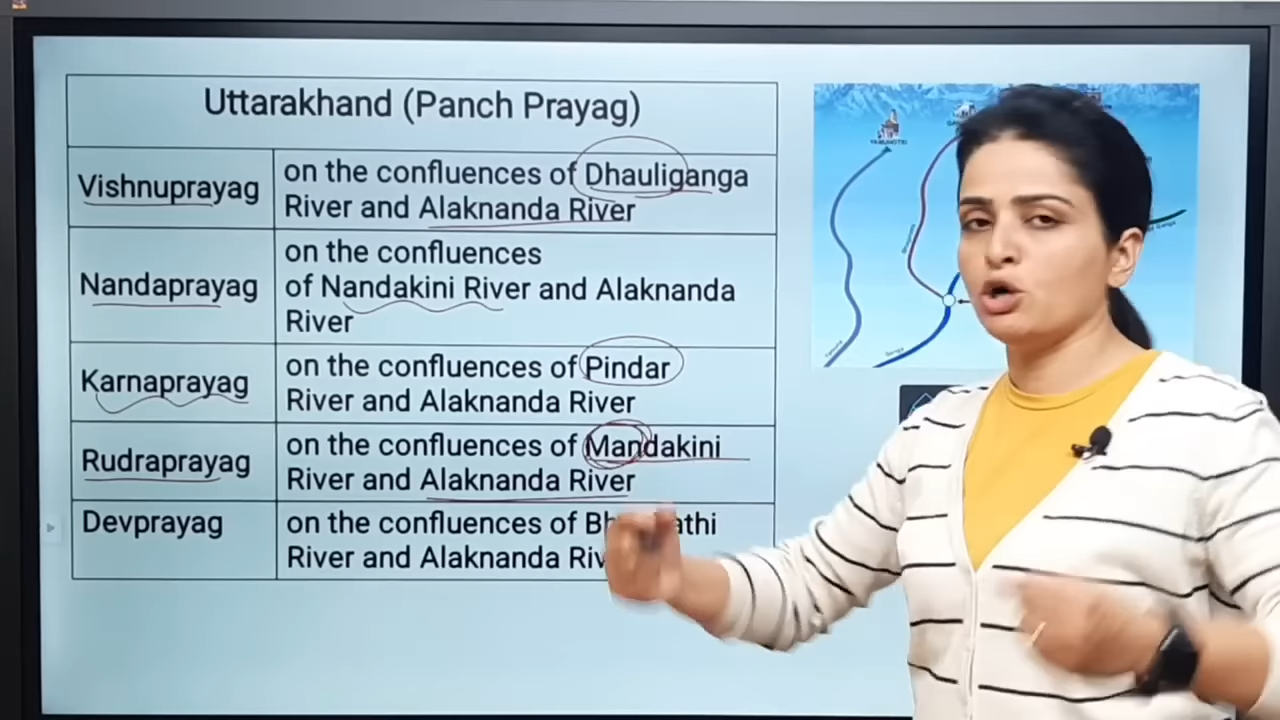 Uttarakhand (Panch Prayag)
Vishnuprayag
on the confluences of Dhauliganga
River and Alaknanda River
Nandaprayag
on the confluences
of Nandakini River and Alaknanda
River
Karnaprayag
on the confluences of Pindar
River and Alaknanda River
Rudraprayag
on the confluences of Mandakini
River and Alaknanda River
Devprayag
on the confluences of
River and Alaknanda
YAMUNOTRI